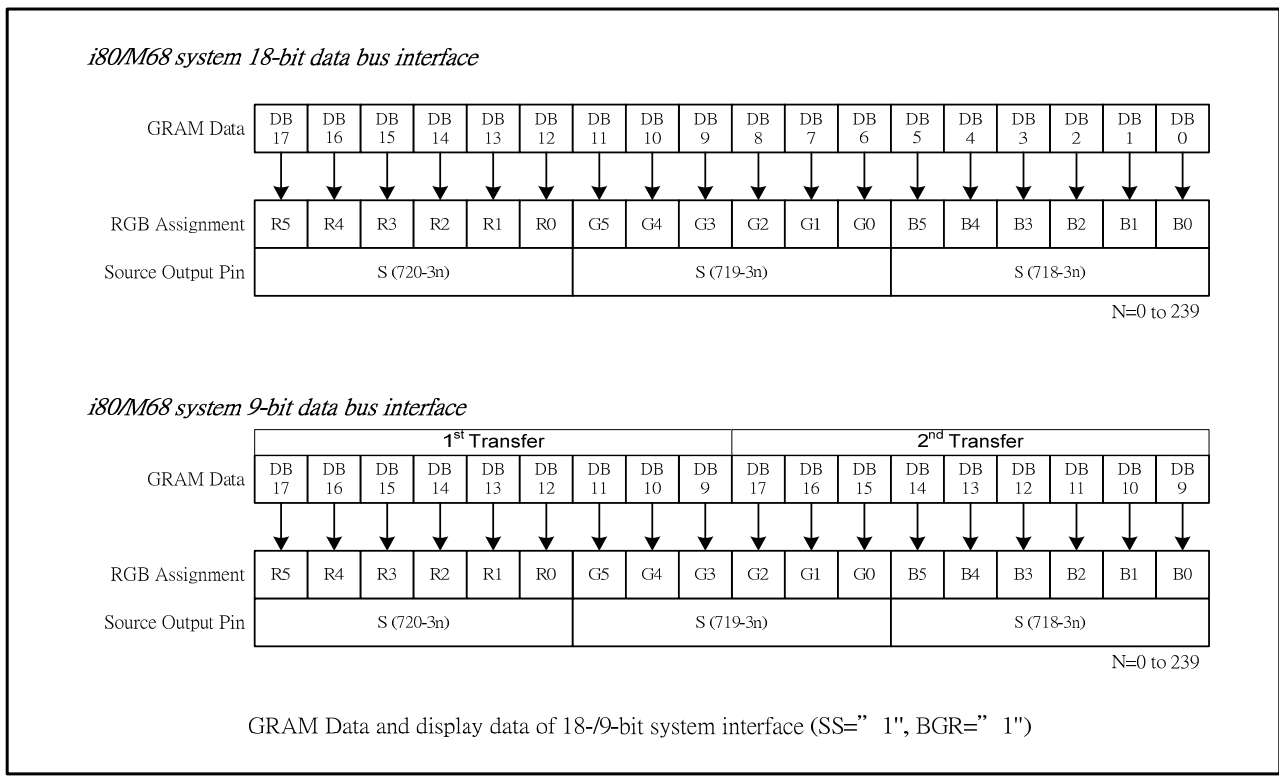 i80/M68 system 18-bit data bus interface
GRAM Data DB 17 DB 16 DB 15 DB 14 DB 13 DB 12 DB 11 DB 10 DB 9 DB 8 DB 7 DB 6 DB 5 DB 4 DB 3 DB 2 DB 1 DB 0
RGB Assignment R5 R4 R3 R2 R1 R0 G5 G4 G3 G2 G1 G0 B5 B4 B3 B2 B1 B0
Source Output Pin S (720-3n) S (719-3n) S (718-3n)
N=0 to 239
i80/M68 system 9-bit data bus interface
1st Transfer 2nd Transfer
GRAM Data DB 17 DB 16 DB 15 DB 14 DB 13 DB 12 DB 11 DB 10 DB 9 DB 17 DB 16 DB 15 DB 14 DB 13 DB 12 DB 11 DB 10 DB 9
RGB Assignment R5 R4 R3 R2 R1 R0 G5 G4 G3 G2 G1 G0 B5 B4 B3 B2 B1 B0
Source Output Pin S (720-3n) S (719-3n) S (718-3n)
N=0 to 239
GRAM Data and display data of 18-/9-bit system interface (SS=” 1", BGR=” 1")